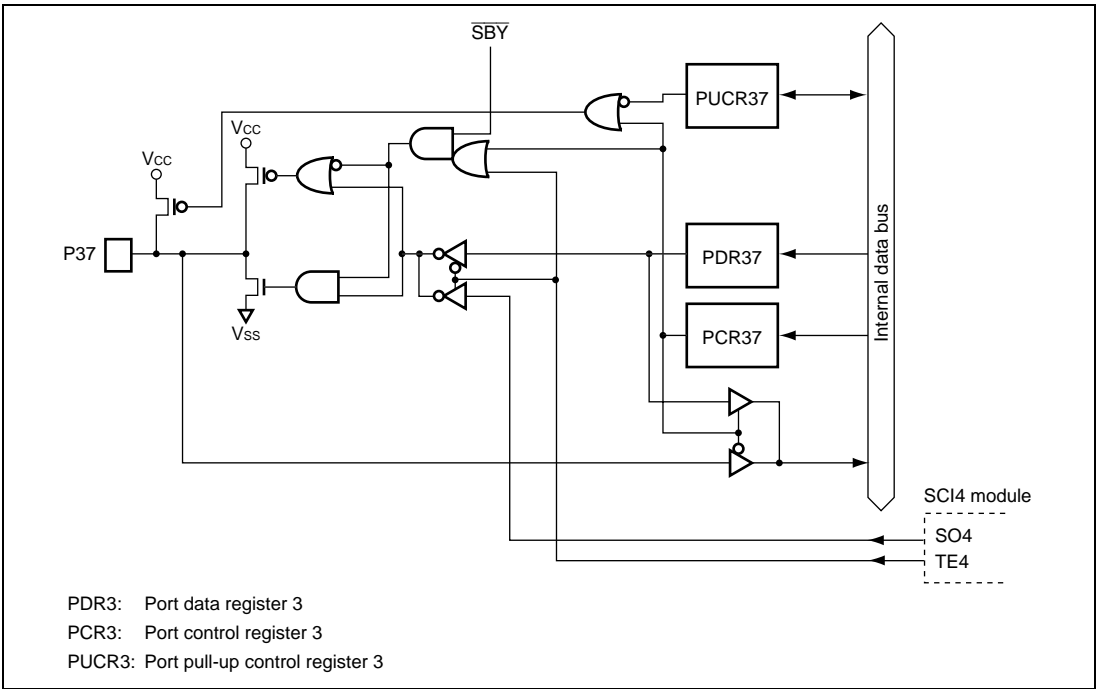 SBY
PUCR37
VCC
VCC
P37
PDR37
Internal data bus
PCR37
VSS
SCI4 module
SO4
TE4
PDR3: Port data register 3
PCR3: Port control register 3
PUCR3: Port pull-up control register 3